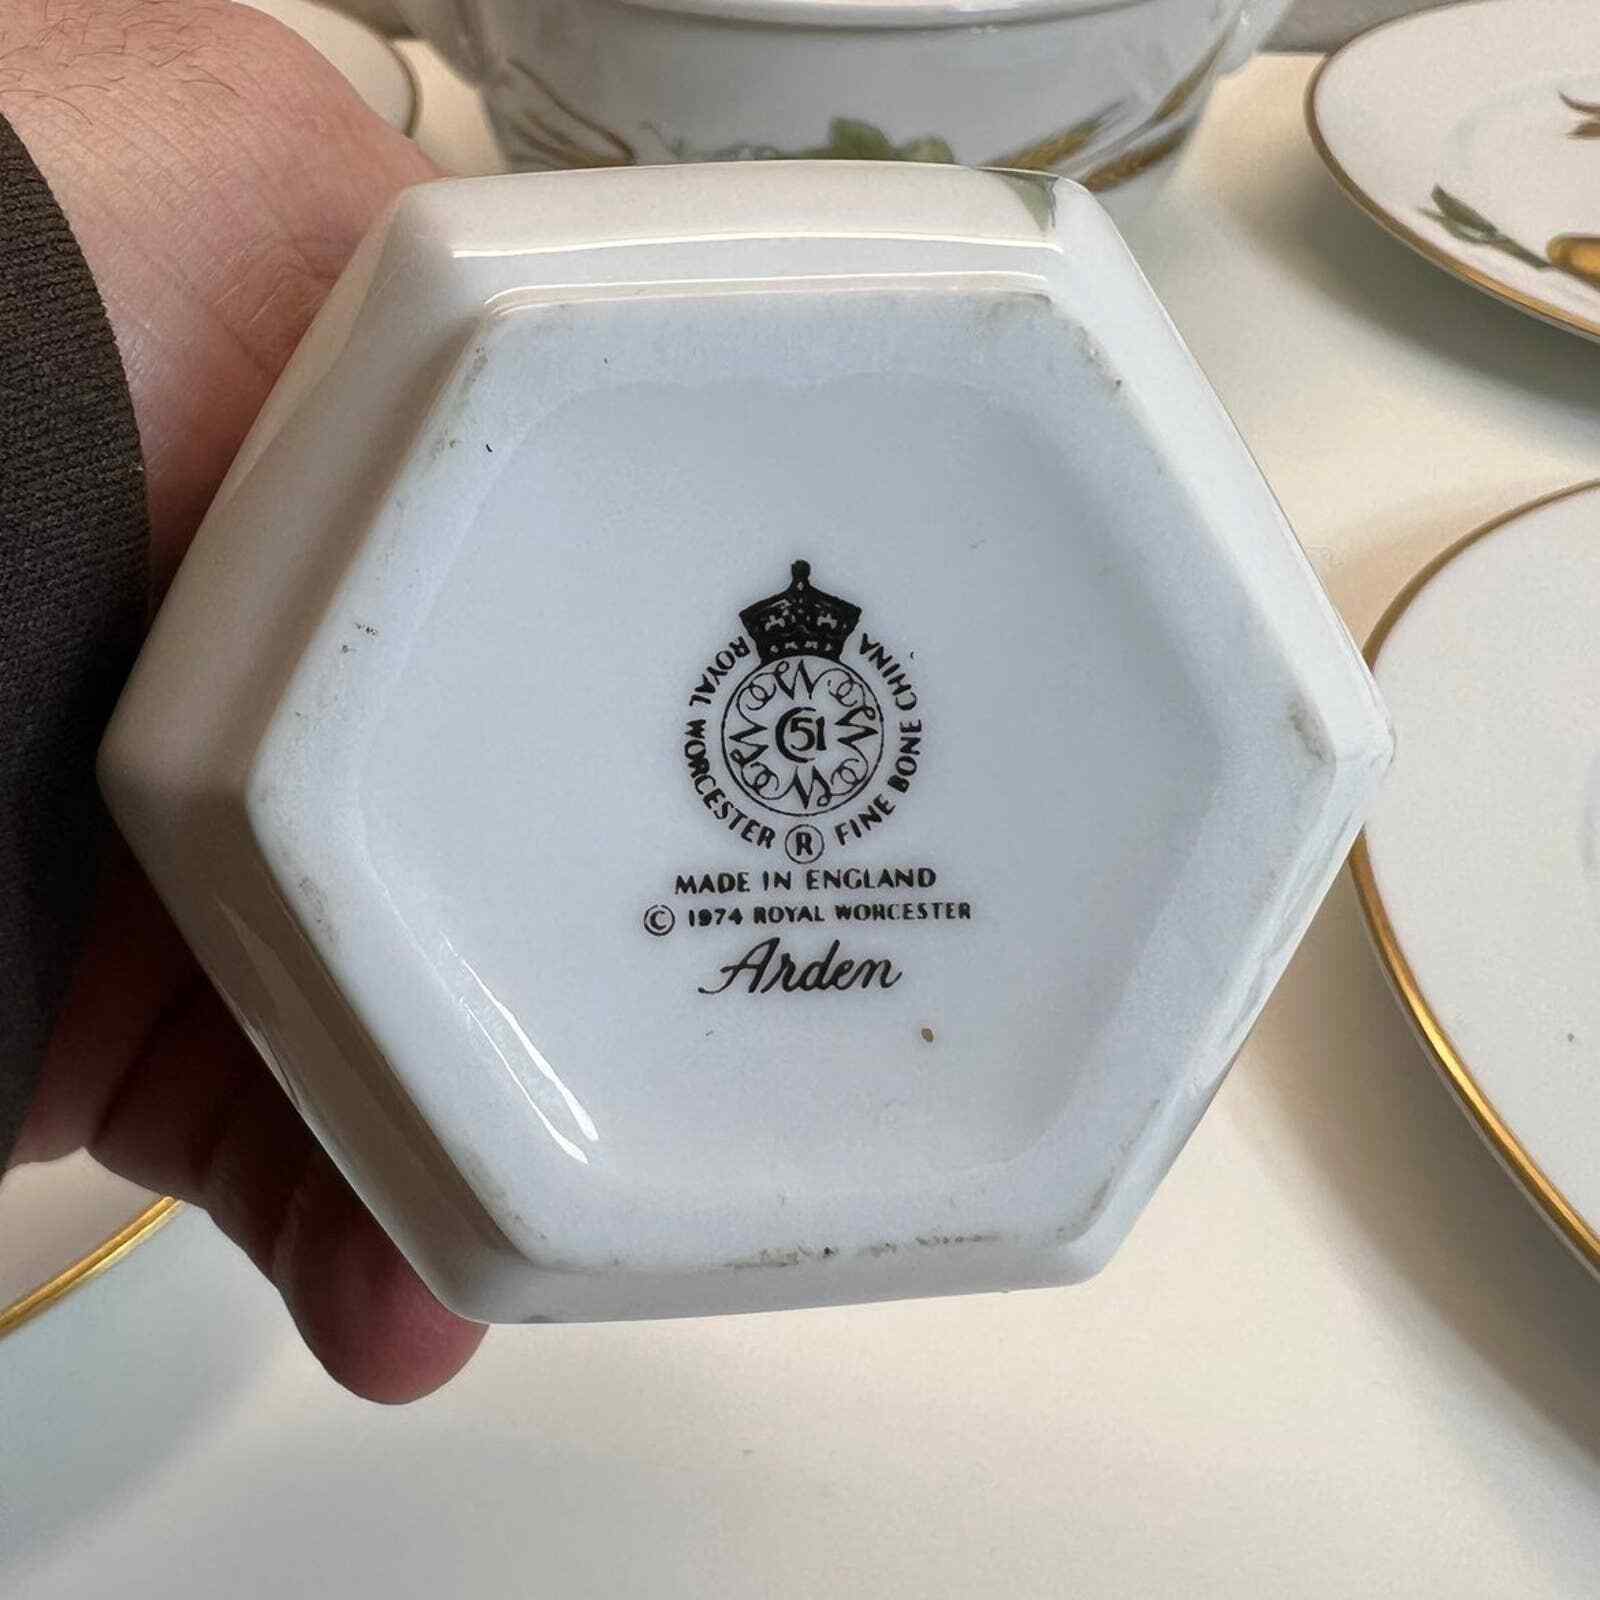 ROYAL WORCESTER ® FINE BONE CHINA
51
MADE IN ENGLAND
© 1974 ROYAL WORCESTER
Arden